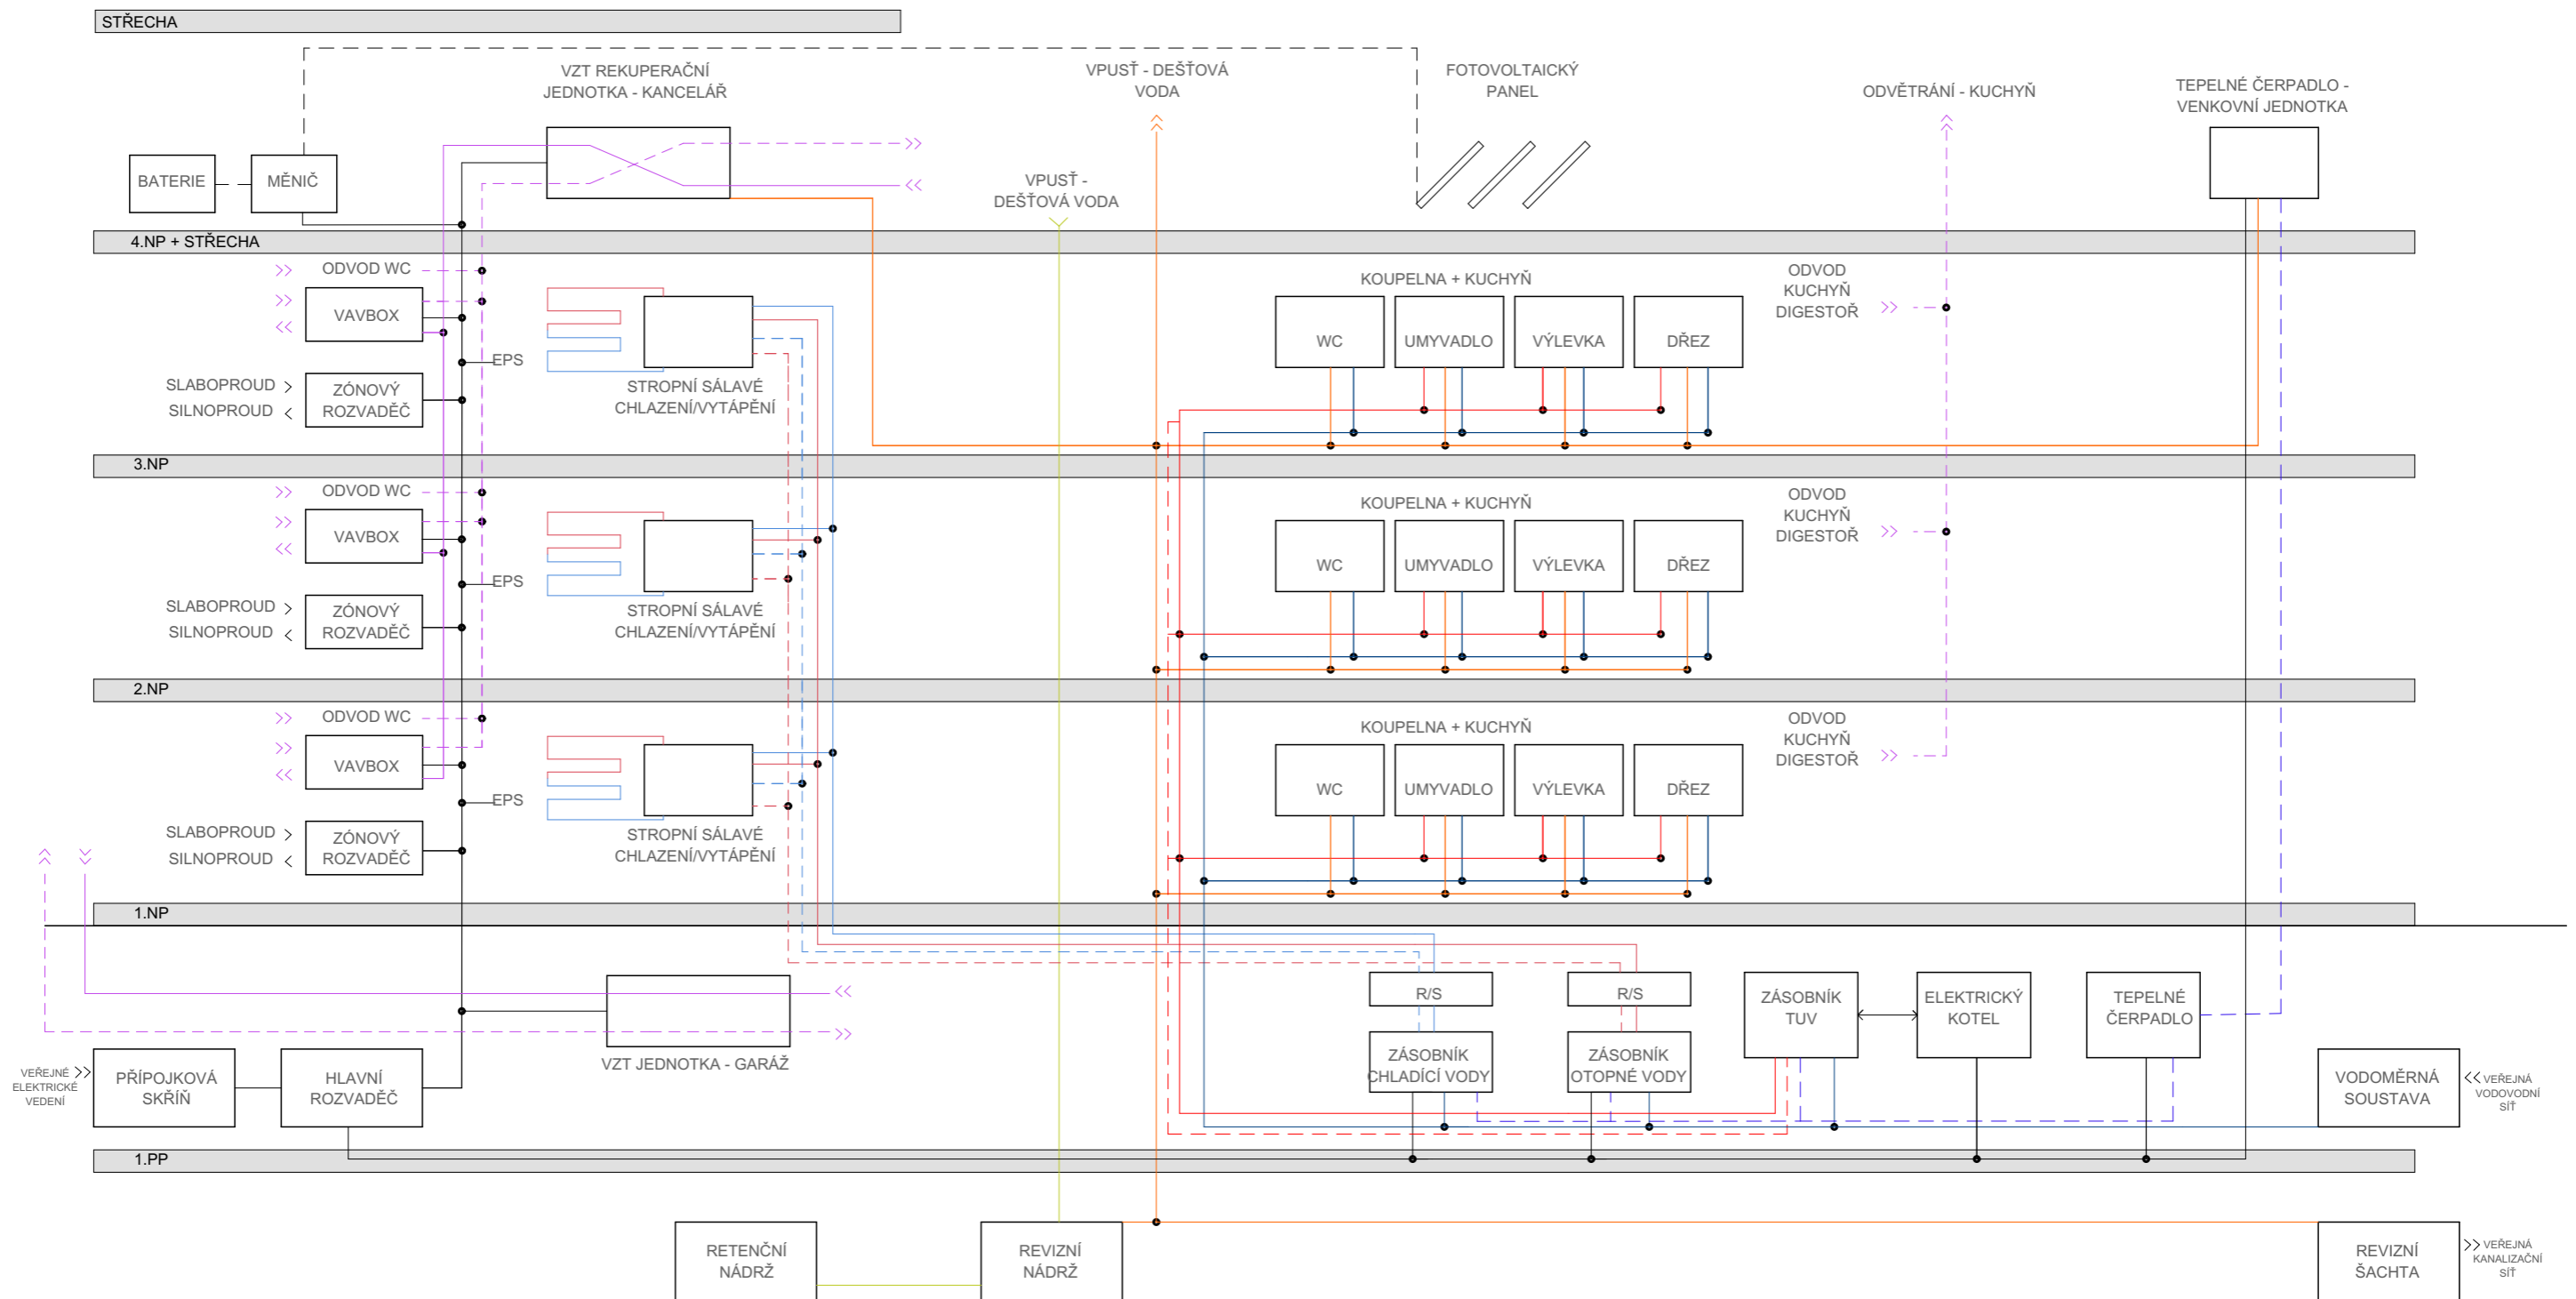 STŘECHA
VZT REKUPERAČNÍ
JEDNOTKA - KANCELÁŘ
VPUSŤ - DEŠŤOVÁ
VODA
FOTOVOLTAICKÝ
PANEL
ODVĚTRÁNÍ - KUCHYŇ
TEPELNÉ ČERPADLO -
VENKOVNÍ JEDNOTKA
BATERIE
MĚNIČ
VPUSŤ -
DEŠŤOVÁ VODA
4.NP + STŘECHA
ODVOD WC
VAVBOX
EPS
SLABOPROUD
SILNOPROUD
ZÓNOVÝ
ROZVADĚČ
STROPNÍ SÁLAVÉ
CHLAZENÍ/VYTÁPĚNÍ
KOUPELNA + KUCHYŇ
WC
UMYVADLO
VÝLEVKA
DŘEZ
ODVOD
KUCHYŇ
DIGESTOŘ
3.NP
ODVOD WC
VAVBOX
EPS
SLABOPROUD
SILNOPROUD
ZÓNOVÝ
ROZVADĚČ
STROPNÍ SÁLAVÉ
CHLAZENÍ/VYTÁPĚNÍ
KOUPELNA + KUCHYŇ
WC
UMYVADLO
VÝLEVKA
DŘEZ
ODVOD
KUCHYŇ
DIGESTOŘ
2.NP
ODVOD WC
VAVBOX
EPS
SLABOPROUD
SILNOPROUD
ZÓNOVÝ
ROZVADĚČ
STROPNÍ SÁLAVÉ
CHLAZENÍ/VYTÁPĚNÍ
KOUPELNA + KUCHYŇ
WC
UMYVADLO
VÝLEVKA
DŘEZ
ODVOD
KUCHYŇ
DIGESTOŘ
1.NP
VZT JEDNOTKA - GARÁŽ
R/S
R/S
ZÁSOBNÍK
TUV
ELEKTRICKÝ
KOTEL
TEPELNÉ
ČERPADLO
VEŘEJNÉ
ELEKTRICKÉ
VEDENÍ
PŘÍPOJKOVÁ
SKŘÍŇ
HLAVNÍ
ROZVADĚČ
ZÁSOBNÍK
CHLADÍCÍ VODY
ZÁSOBNÍK
OTOPNÉ VODY
VODOMĚRNÁ
SOUSTAVA
VEŘEJNÁ
VODOVODNÍ
SÍŤ
1.PP
RETENČNÍ
NÁDRŽ
REVIZNÍ
NÁDRŽ
REVIZNÍ
ŠACHTA
VEŘEJNÁ
KANALIZAČNÍ
SÍŤ